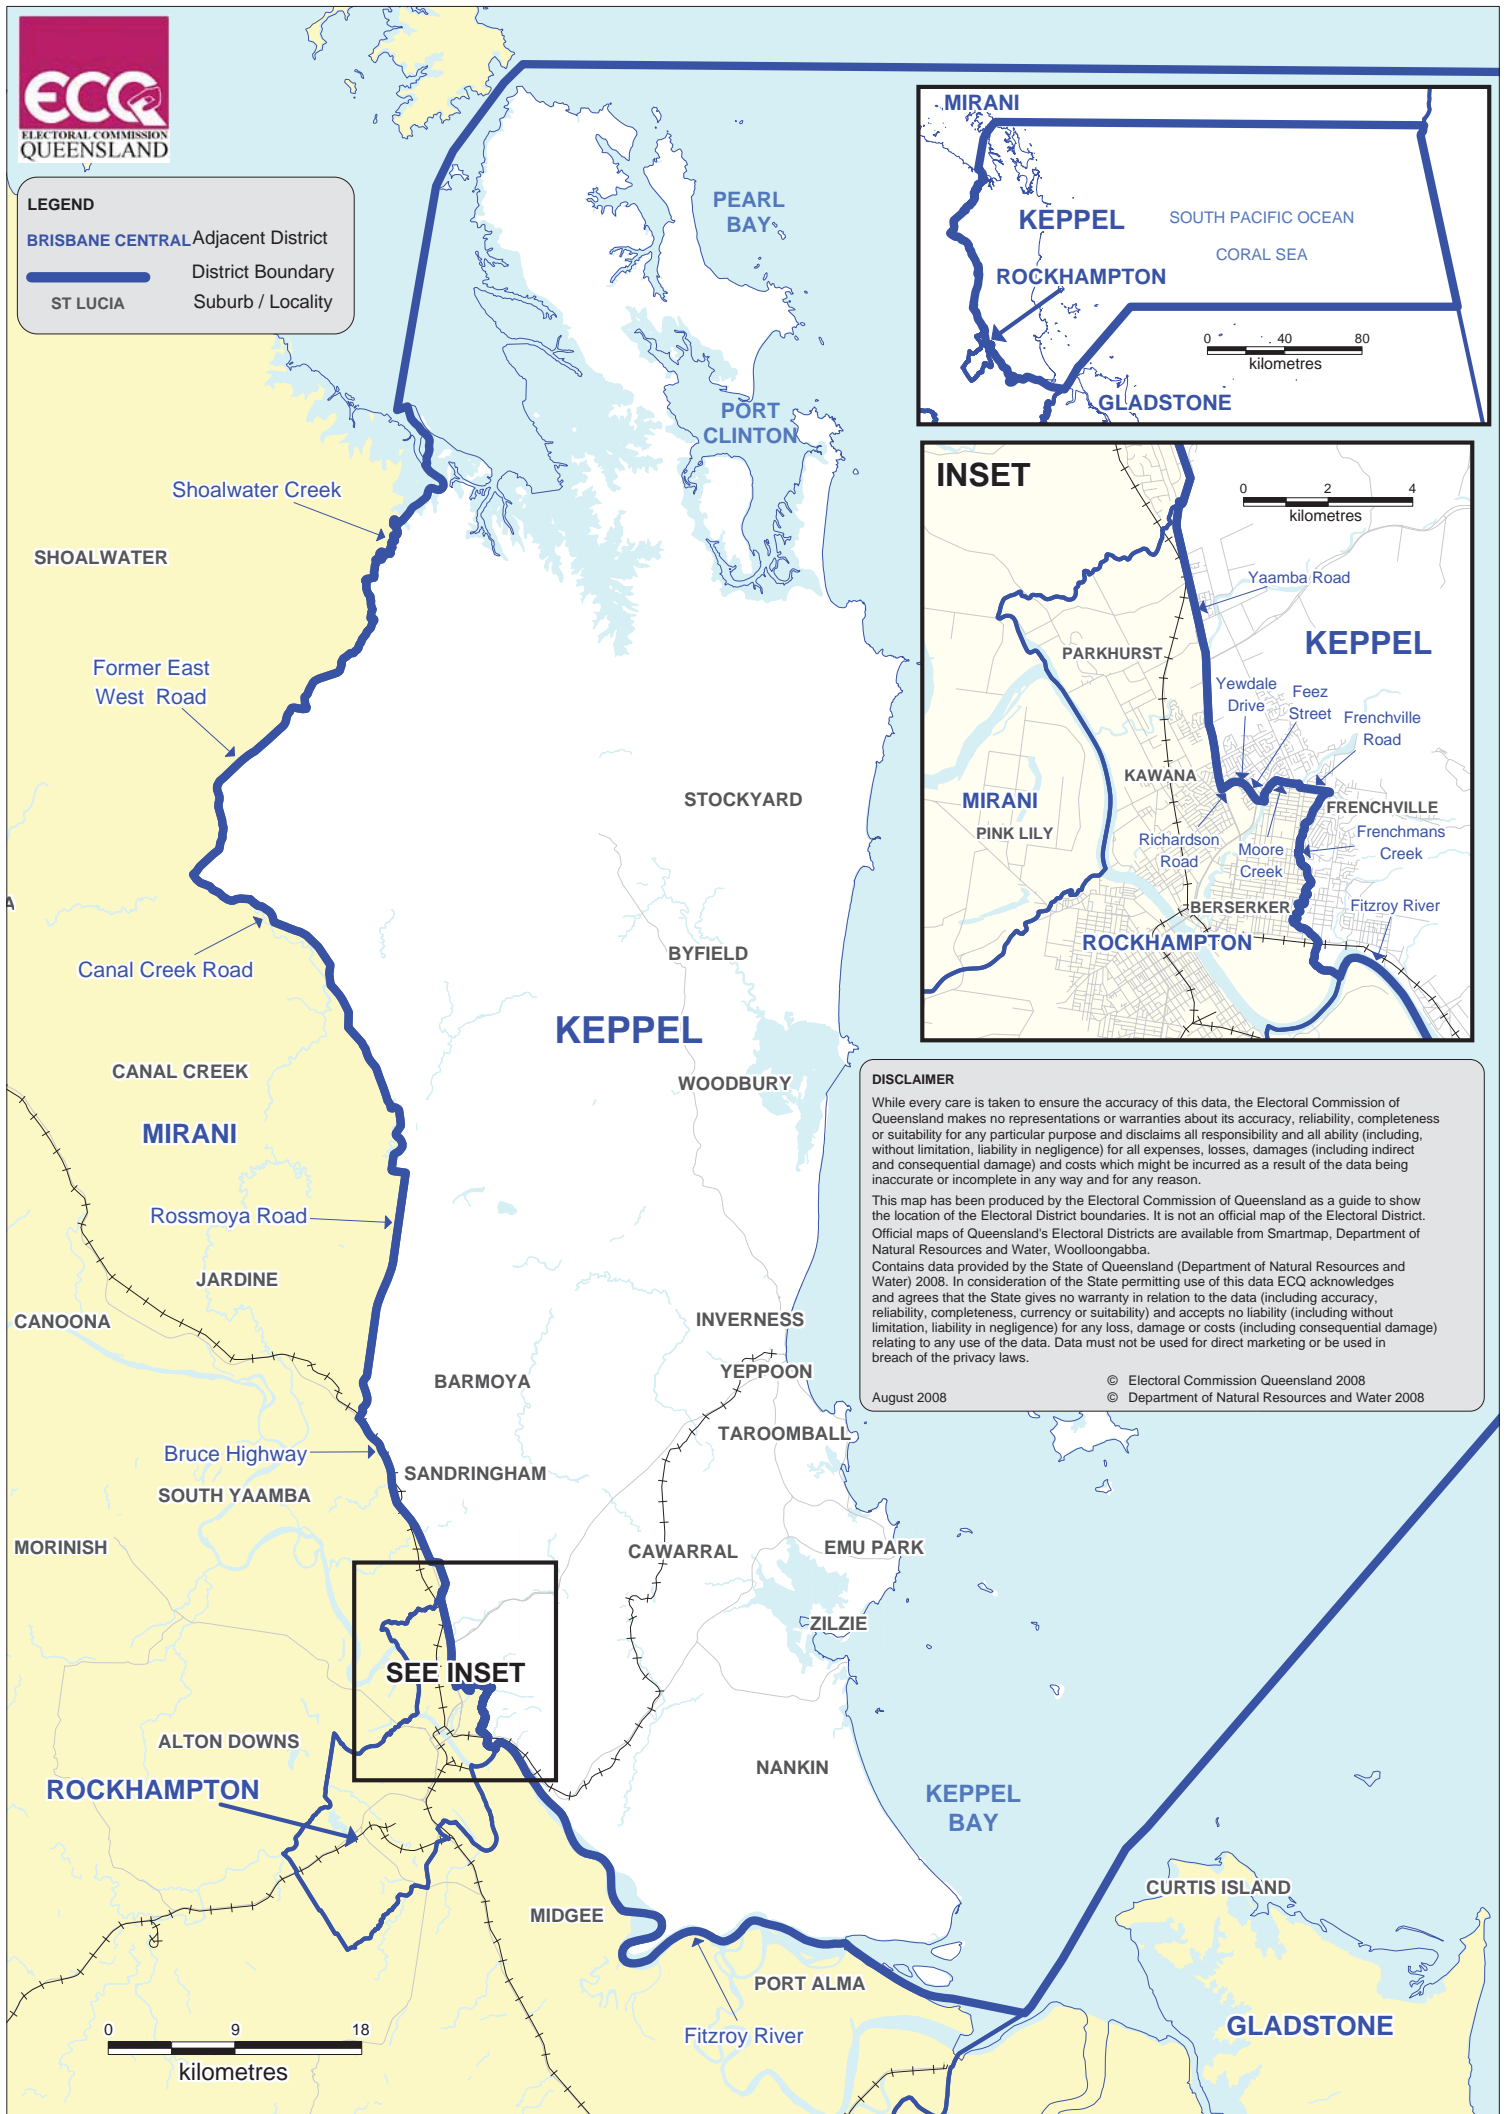 ECQ
ELECTORAL COMMISSION
QUEENSLAND
LEGEND
BRISBANE CENTRAL Adjacent District
District Boundary
ST LUCIA Suburb / Locality
PEARL
BAY
PORT
CLINTON
Shoalwater Creek
SHOALWATER
Former East
West Road
STOCKYARD
Canal Creek Road
BYFIELD
KEPPEL
CANAL CREEK
WOODBURY
MIRANI
Rossmoya Road
JARDINE
CANOONA
INVERNESS
BARMOYA
YEPPOON
TAROOMBALL
Bruce Highway
SANDRINGHAM
SOUTH YAAMBA
MORINISH
CAWARRAL
EMU PARK
ZILZIE
SEE INSET
ALTON DOWNS
ROCKHAMPTON
NANKIN
KEPPEL
BAY
CURTIS ISLAND
MIDGEE
PORT ALMA
Fitzroy River
GLADSTONE
0 9 18
kilometres
MIRANI
KEPPEL
SOUTH PACIFIC OCEAN
CORAL SEA
ROCKHAMPTON
0 40 80
kilometres
GLADSTONE
INSET
0 2 4
kilometres
Yaamba Road
KEPPEL
PARKHURST
Yewdale
Drive
Feez
Street
Frenchville
Road
KAWANA
MIRANI
PINK LILY
FRENCHVILLE
Richardson
Road
Moore
Creek
Frenchmans
Creek
BERSERKER
Fitzroy River
ROCKHAMPTON
DISCLAIMER
While every care is taken to ensure the accuracy of this data, the Electoral Commission of
Queensland makes no representations or warranties about its accuracy, reliability, completeness
or suitability for any particular purpose and disclaims all responsibility and all ability (including,
without limitation, liability in negligence) for all expenses, losses, damages (including indirect
and consequential damage) and costs which might be incurred as a result of the data being
inaccurate or incomplete in any way and for any reason.
This map has been produced by the Electoral Commission of Queensland as a guide to show
the location of the Electoral District boundaries. It is not an official map of the Electoral District.
Official maps of Queensland's Electoral Districts are available from Smartmap, Department of
Natural Resources and Water, Woolloongabba.
Contains data provided by the State of Queensland (Department of Natural Resources and
Water) 2008. In consideration of the State permitting use of this data ECQ acknowledges
and agrees that the State gives no warranty in relation to the data (including accuracy,
reliability, completeness, currency or suitability) and accepts no liability (including without
limitation, liability in negligence) for any loss, damage or costs (including consequential damage)
relating to any use of the data. Data must not be used for direct marketing or be used in
breach of the privacy laws.
© Electoral Commission Queensland 2008
August 2008 © Department of Natural Resources and Water 2008